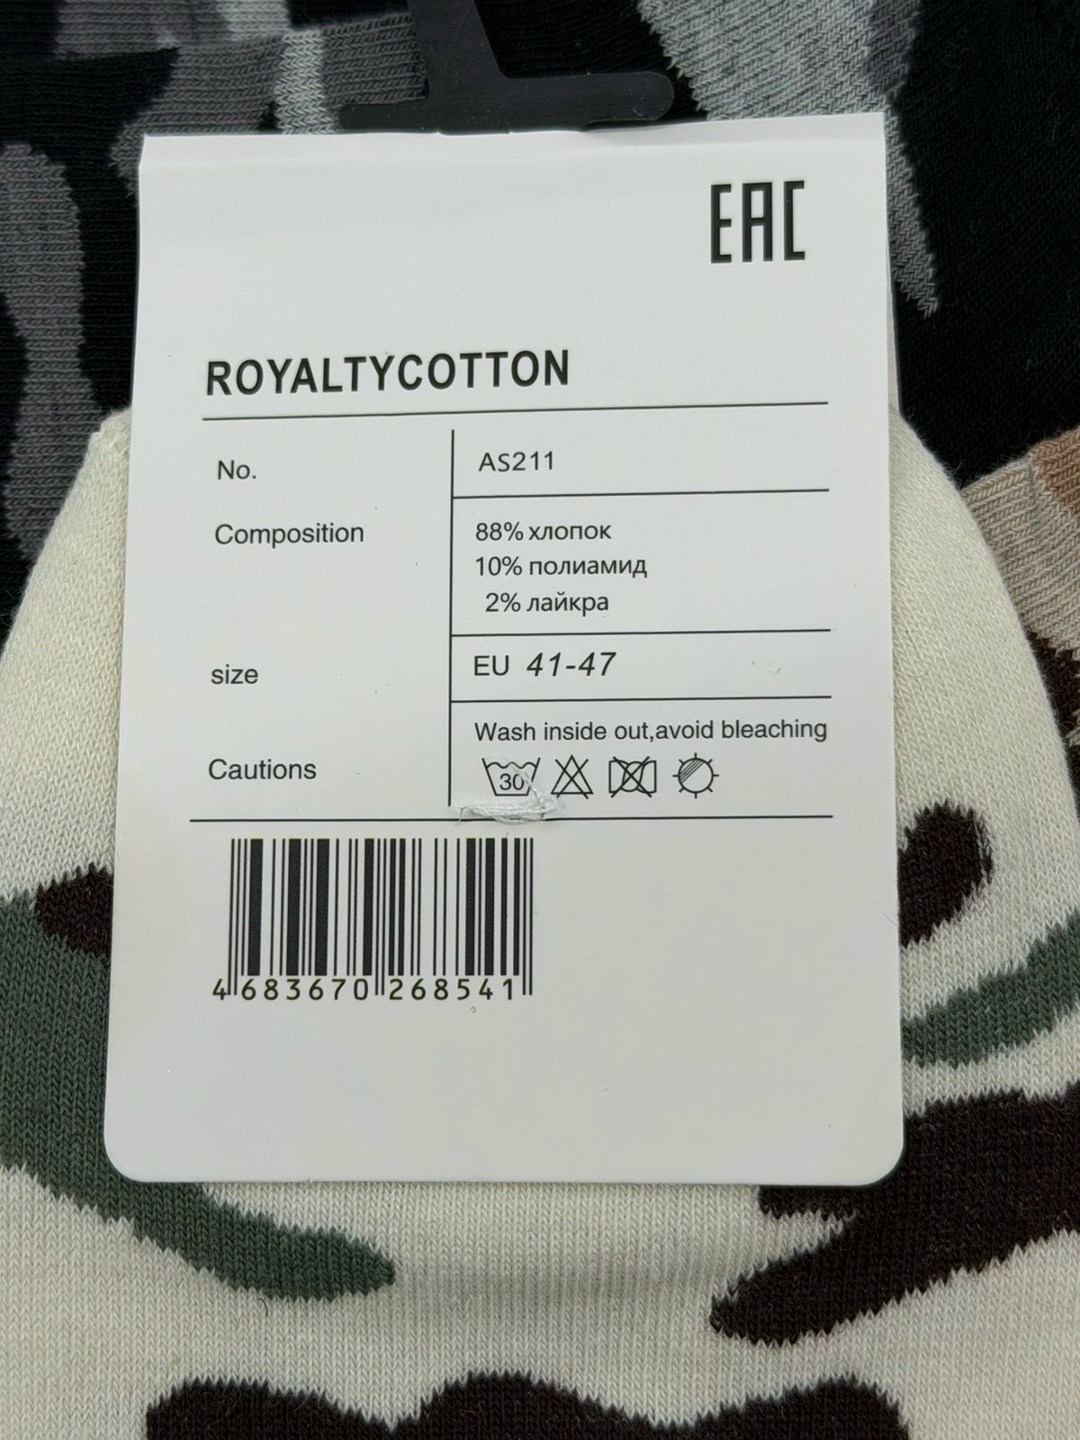 EAC
ROYALTYCOTTON
No. AS211
Composition 88% хлопок
10% полиамид
2% лайкра
size EU 41-47
Wash inside out,avoid bleaching
Cautions 30
4 683670 268541